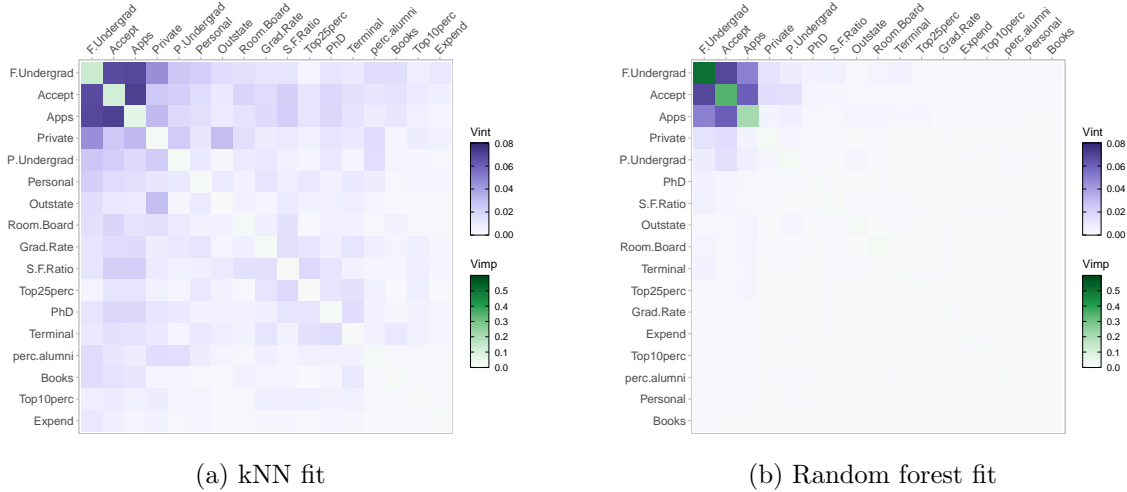 F.Undergrad
Accept
Apps
Private
P.Undergrad
Personal
Outstate
Room.Board
Grad.Rate
S.F.Ratio
Top25perc
PhD
Terminal
perc.alumni
Books
Top10perc
Expend
F.Undergrad
Accept
Apps
Private
P.Undergrad
Personal
Outstate
Room.Board
Grad.Rate
S.F.Ratio
Top25perc
PhD
Terminal
perc.alumni
Books
Top10perc
Expend
Vint
0.08
0.06
0.04
0.02
0.00
Vimp
0.5
0.4
0.3
0.2
0.1
0.0
(a) kNN fit
F.Undergrad
Accept
Apps
Private
P.Undergrad
PhD
S.F.Ratio
Outstate
Room.Board
Terminal
Top25perc
Grad.Rate
Expend
Top10perc
perc.alumni
Personal
Books
F.Undergrad
Accept
Apps
Private
P.Undergrad
PhD
S.F.Ratio
Outstate
Room.Board
Terminal
Top25perc
Grad.Rate
Expend
Top10perc
perc.alumni
Personal
Books
Vint
0.08
0.06
0.04
0.02
0.00
Vimp
0.5
0.4
0.3
0.2
0.1
0.0
(b) Random forest fit